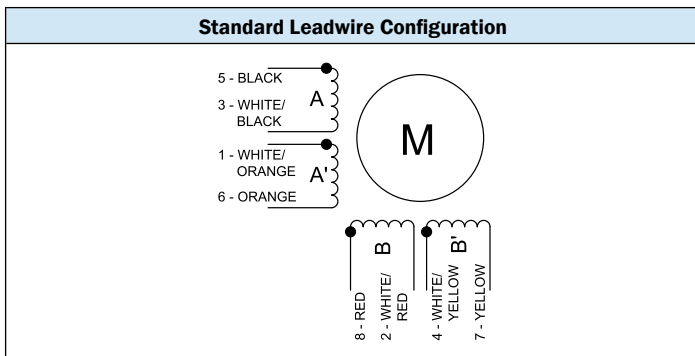 Standard Leadwire Configuration
5 - BLACK
3 - WHITE/
BLACK
A
1 - WHITE/
ORANGE
A'
6 - ORANGE
M
B
B'
8 - RED
2 - WHITE/
RED
4 - WHITE/
YELLOW
7 - YELLOW